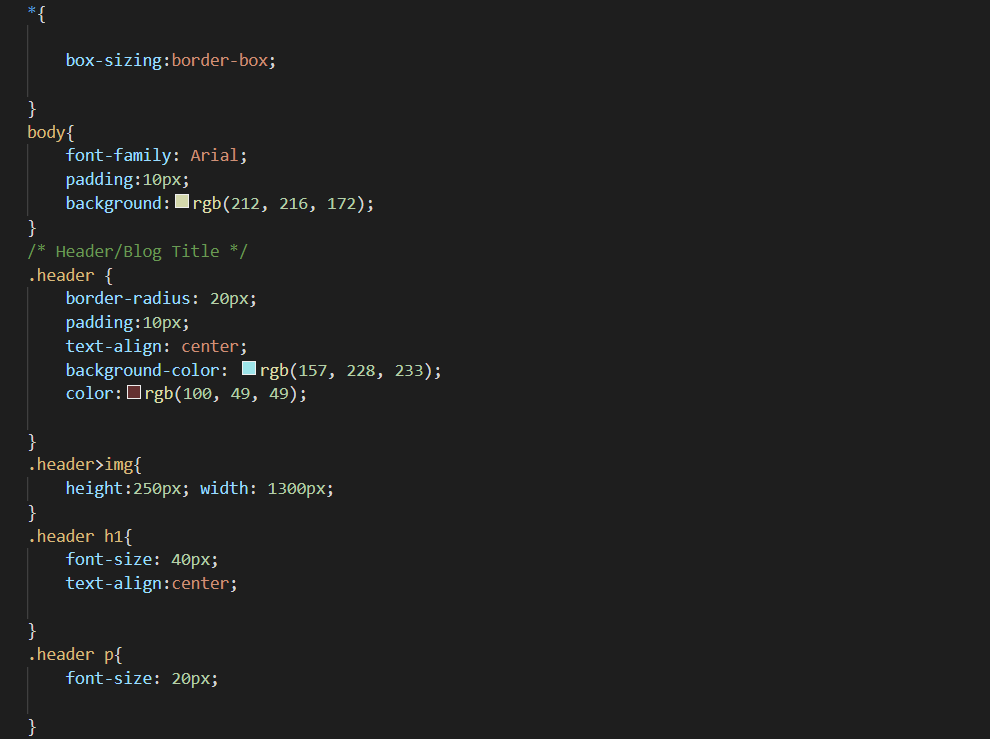 *{
box-sizing:border-box;
}
body{
font-family: Arial;
padding:10px;
background:rgb(212, 216, 172);
}
/* Header/Blog Title */
.header {
border-radius: 20px;
padding:10px;
text-align: center;
background-color: rgb(157, 228, 233);
color:rgb(100, 49, 49);
}
.header>img{
height:250px; width: 1300px;
}
.header h1{
font-size: 40px;
text-align:center;
}
.header p{
font-size: 20px;
}